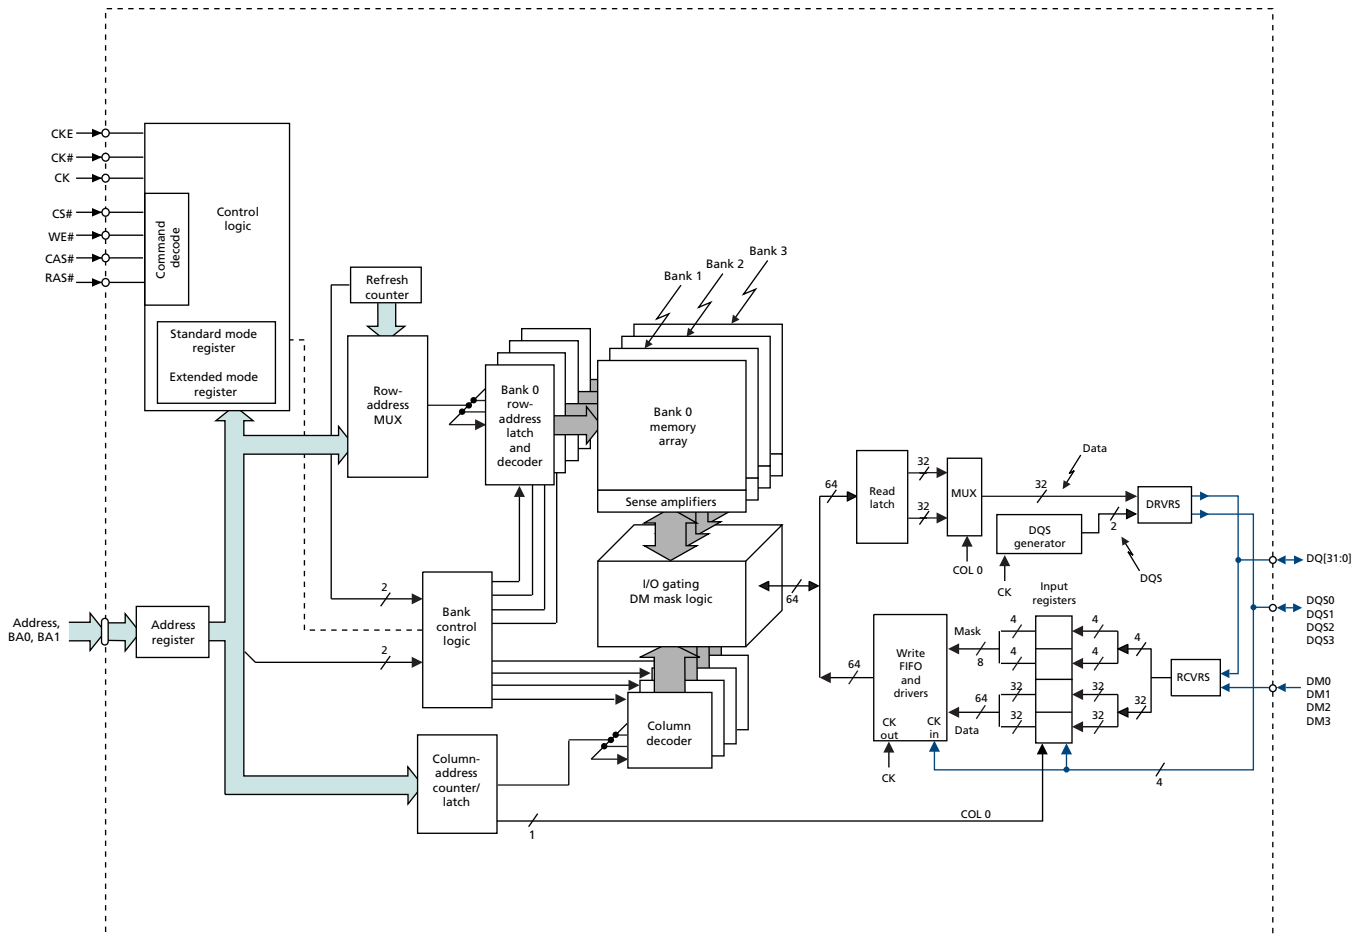 CKE
CK#
CK
CS#
WE#
CAS#
RAS#
Command
decode
Control
logic
Standard mode
register
Extended mode
register
Refresh
counter
Row-
address
MUX
Bank 0
row-
address
latch
and
decoder
Bank 1
Bank 2
Bank 3
Bank 0
memory
array
Sense amplifiers
I/O gating
DM mask logic
64
64
Read
latch
32
32
MUX
COL 0
32
Data
DQS
generator
CK
2
DQS
DRVRS
DQ[31:0]
DQS0
DQS1
DQS2
DQS3
DM0
DM1
DM2
DM3
RCVRS
Input
registers
4
4
4
4
4
32
32
32
32
32
Mask
8
64
Data
Write
FIFO
and
drivers
CK
out
CK
in
CK
64
4
Address,
BA0, BA1
Address
register
2
2
Bank
control
logic
Column
decoder
Column-
address
counter/
latch
1
COL 0